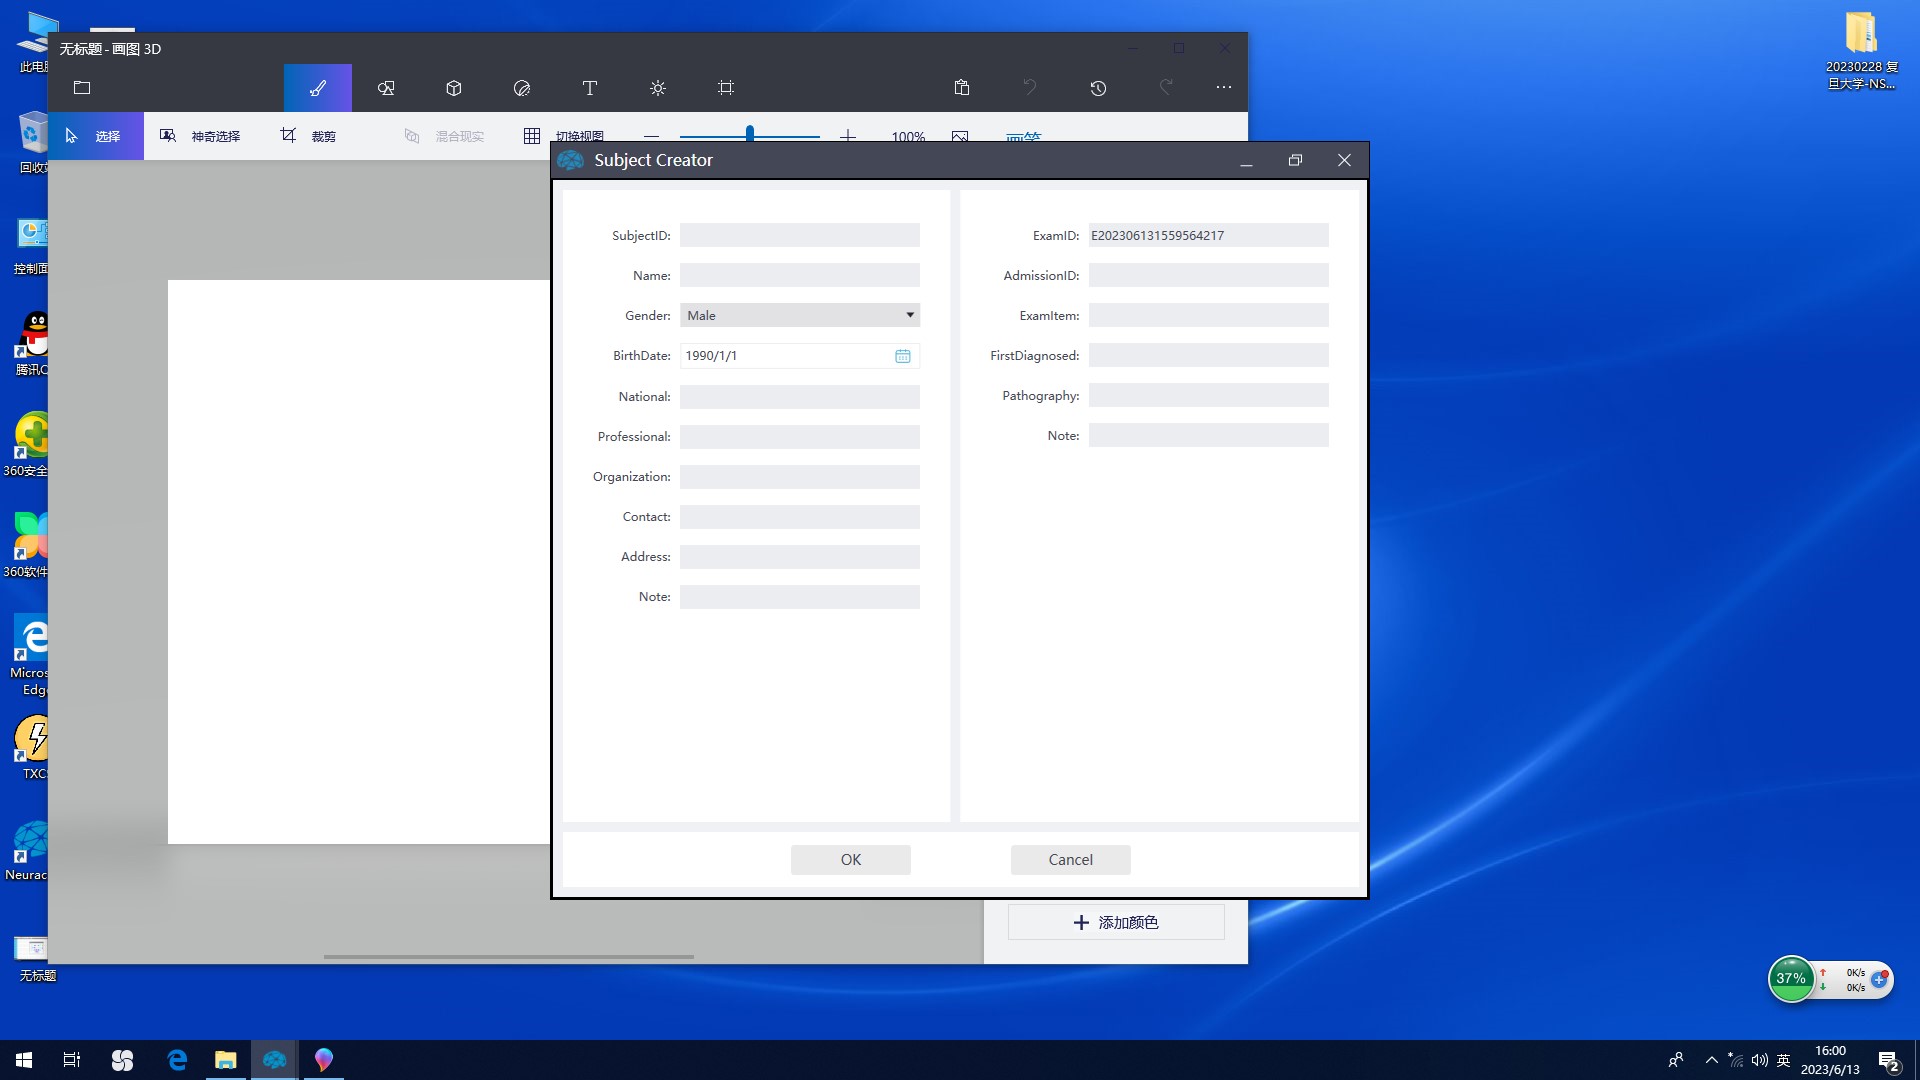 此电脑
20230228 复
旦大学-NS...
回收站
控制面
腾讯Q
360安全
360软件
Micros
Edge
TXC
Neurac
无标题
无标题 - 画图 3D
选择
神奇选择
裁剪
混合现实
切换视图
100%
画笔
添加颜色
Subject Creator
SubjectID:
Name:
Gender: Male
BirthDate: 1990/1/1
National:
Professional:
Organization:
Contact:
Address:
Note:
ExamID: E202306131559564217
AdmissionID:
ExamItem:
FirstDiagnosed:
Pathography:
Note:
OK
Cancel
37%
0K/s
0K/s
英
16:00
2023/6/13
2